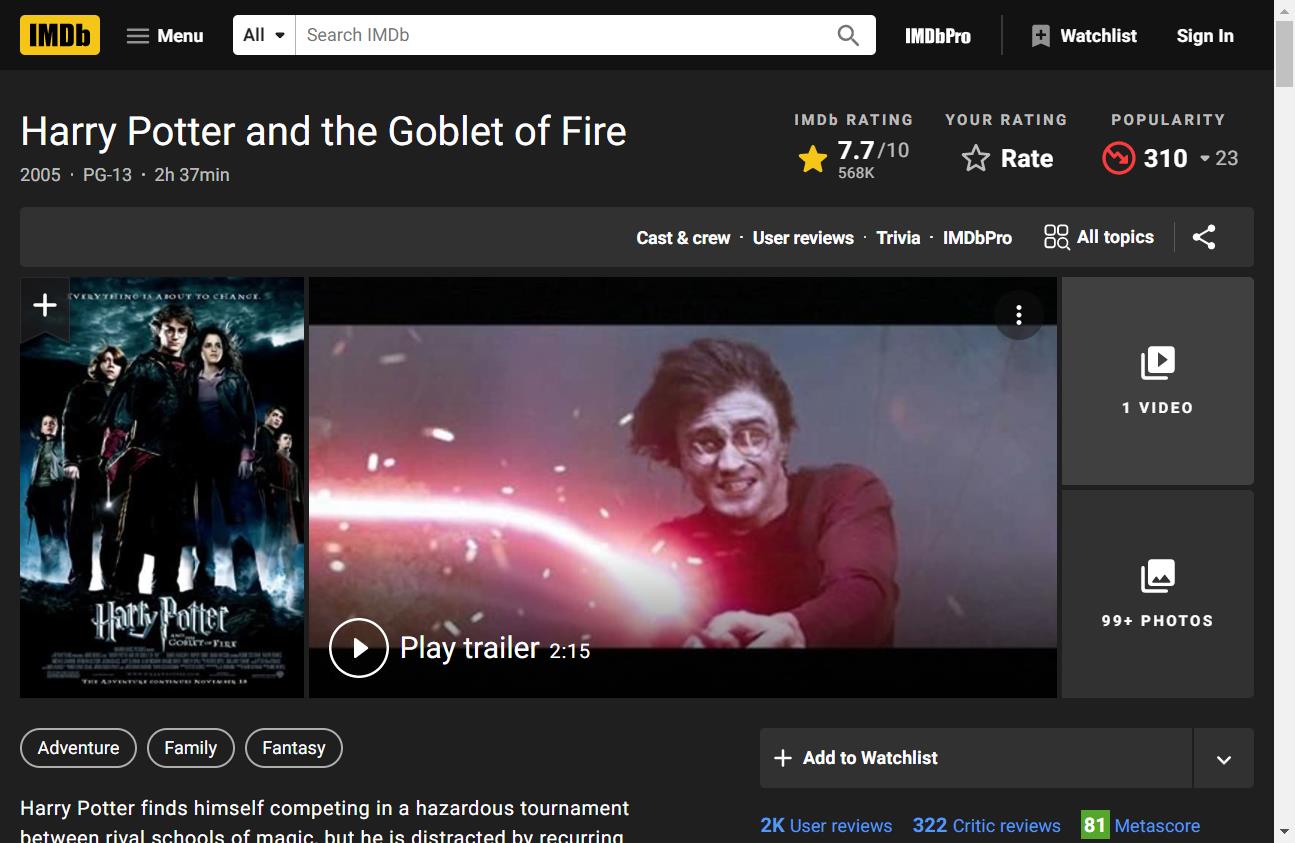 IMDb
Menu
All
Search IMDb
IMDbPro
Watchlist
Sign In
Harry Potter and the Goblet of Fire
2005 · PG-13 · 2h 37min
IMDb RATING
7.7/10
568K
YOUR RATING
Rate
POPULARITY
310
23
Cast & crew · User reviews · Trivia · IMDbPro
All topics
EVERYTHING IS ABOUT TO CHANGE.
Harry Potter
AND THE
GOBLET OF FIRE
THE ADVENTURE CONTINUES NOVEMBER 18
Play trailer 2:15
1 VIDEO
99+ PHOTOS
Adventure
Family
Fantasy
Harry Potter finds himself competing in a hazardous tournament
between rival schools of magic, but he is distracted by recurring
Add to Watchlist
2K User reviews
322 Critic reviews
81 Metascore